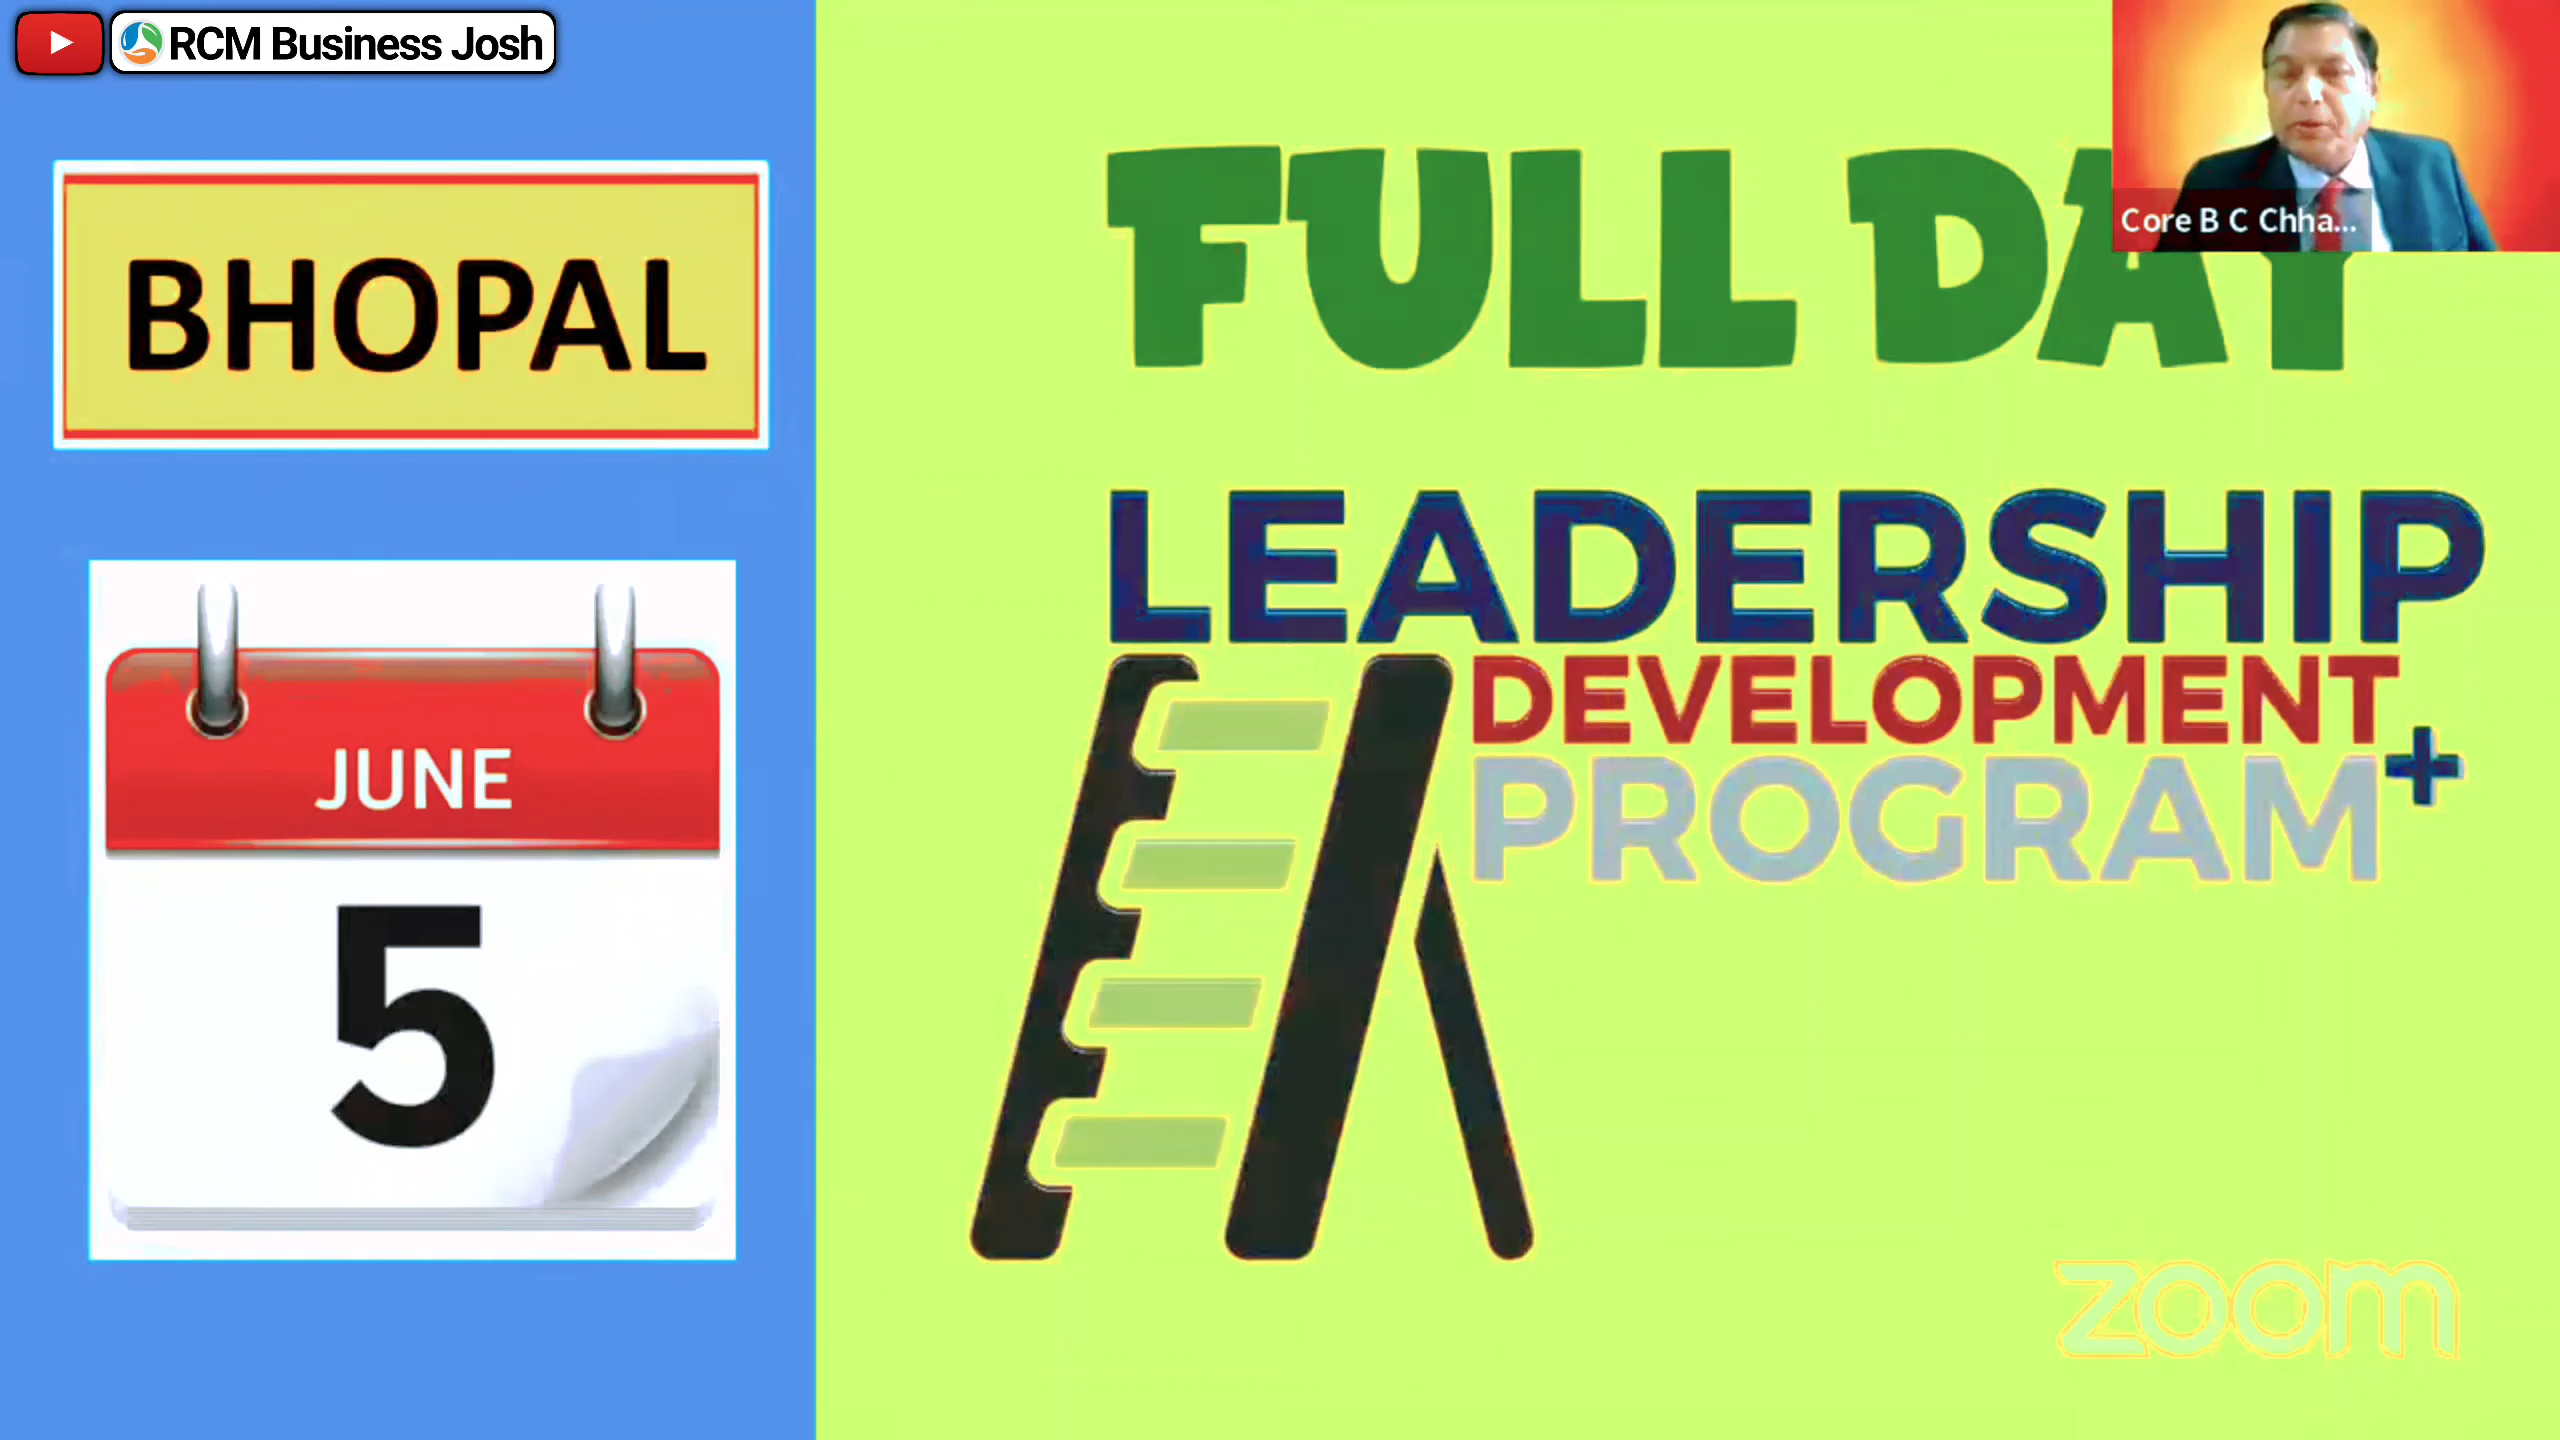 RCM Business Josh
BHOPAL
JUNE
5
FULL DAY
Core B C Chha...
LEADERSHIP
DEVELOPMENT
PROGRAM+
zoom